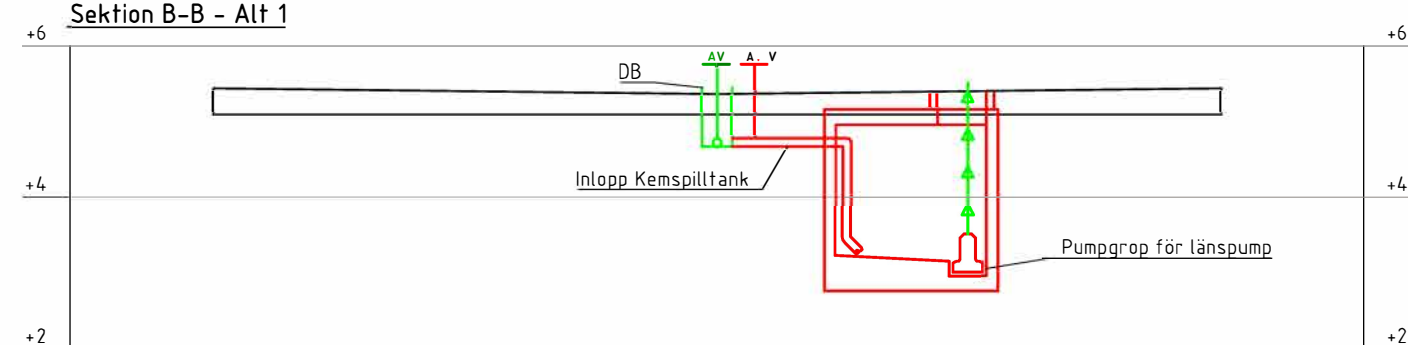 Sektion B-B - Alt 1
+6
+6
AV
A. V
DB
Inlopp Kemspilltank
+4
+4
Pumpgrop för länspump
+2
+2